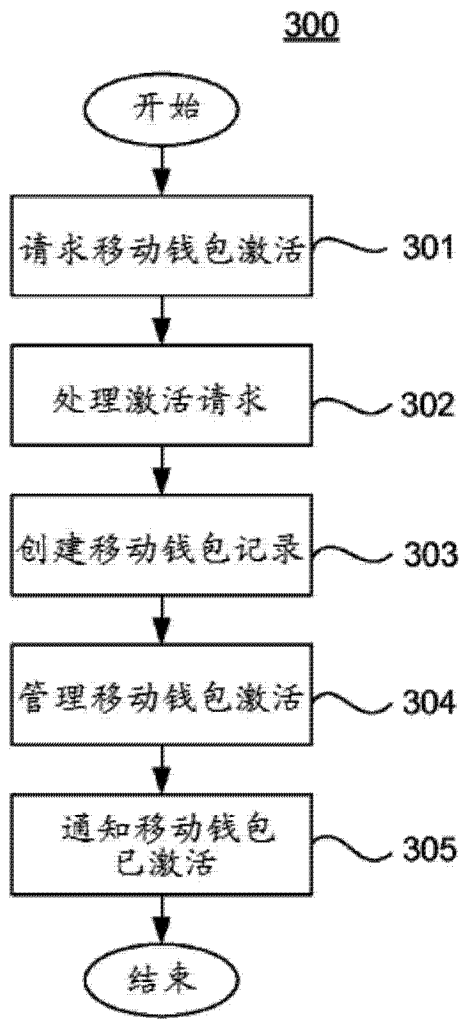 300
开始
请求移动钱包激活
301
处理激活请求
302
创建移动钱包记录
303
管理移动钱包激活
304
通知移动钱包
已激活
305
结束